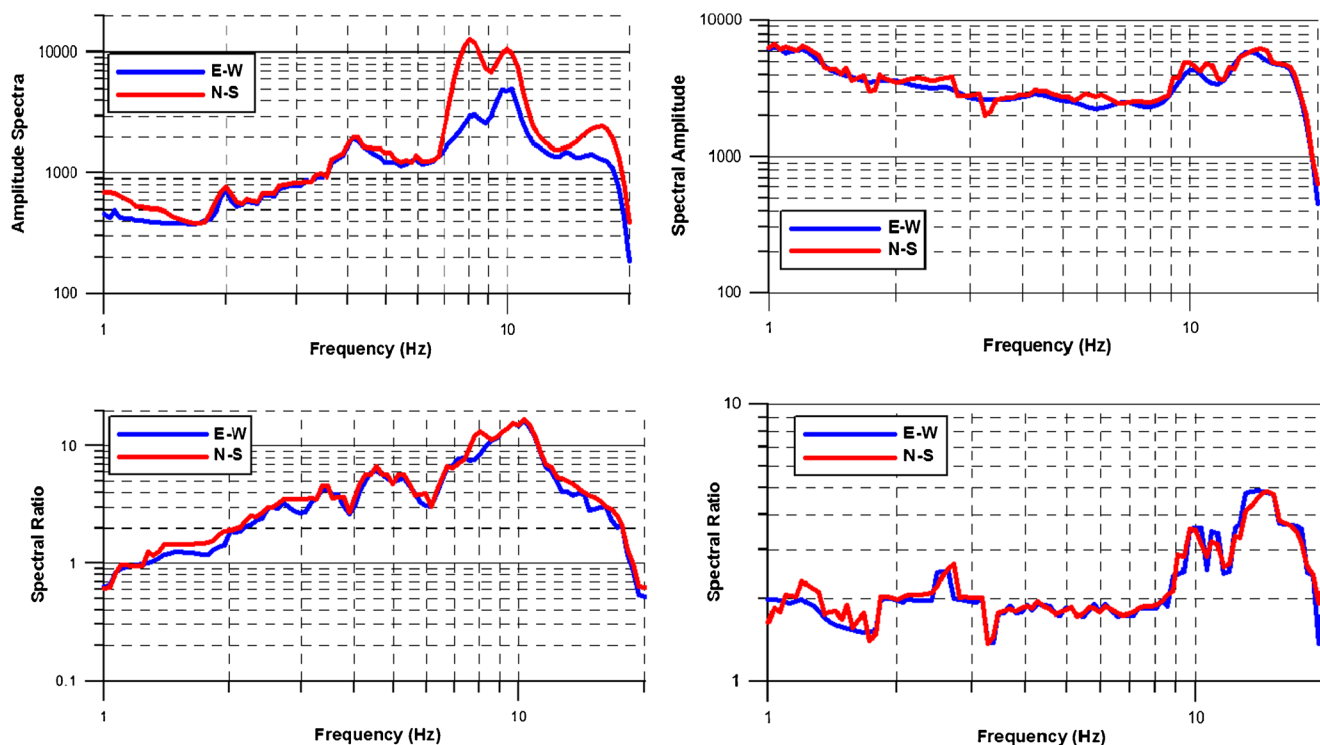 Amplitude Spectra
10000
1000
100
E-W
N-S
1
10
Frequency (Hz)
Spectral Amplitude
10000
1000
100
E-W
N-S
1
10
Frequency (Hz)
Spectral Ratio
10
1
0.1
E-W
N-S
1
10
Frequency (Hz)
Spectral Ratio
10
1
E-W
N-S
1
10
Frequency (Hz)